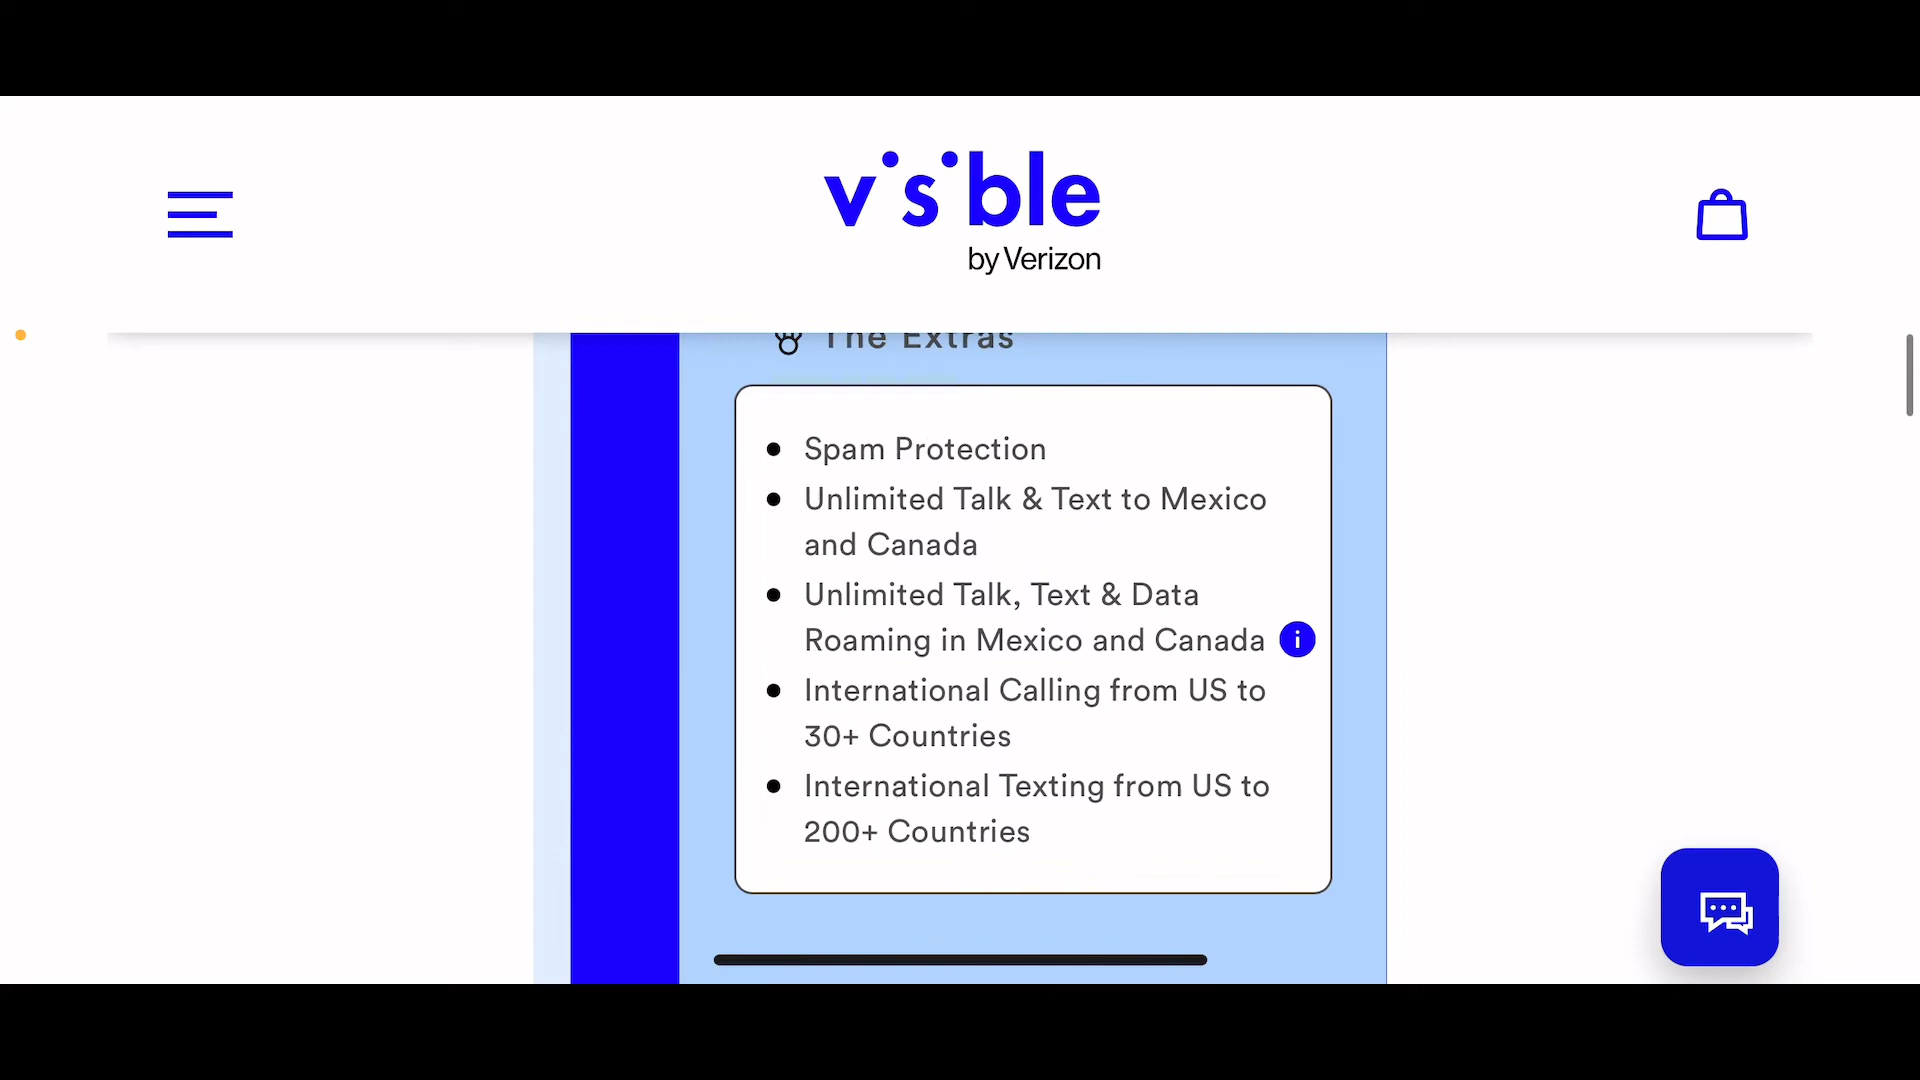 visible
by Verizon
The Extras
Spam Protection
Unlimited Talk & Text to Mexico
and Canada
Unlimited Talk, Text & Data
Roaming in Mexico and Canada
International Calling from US to
30+ Countries
International Texting from US to
200+ Countries